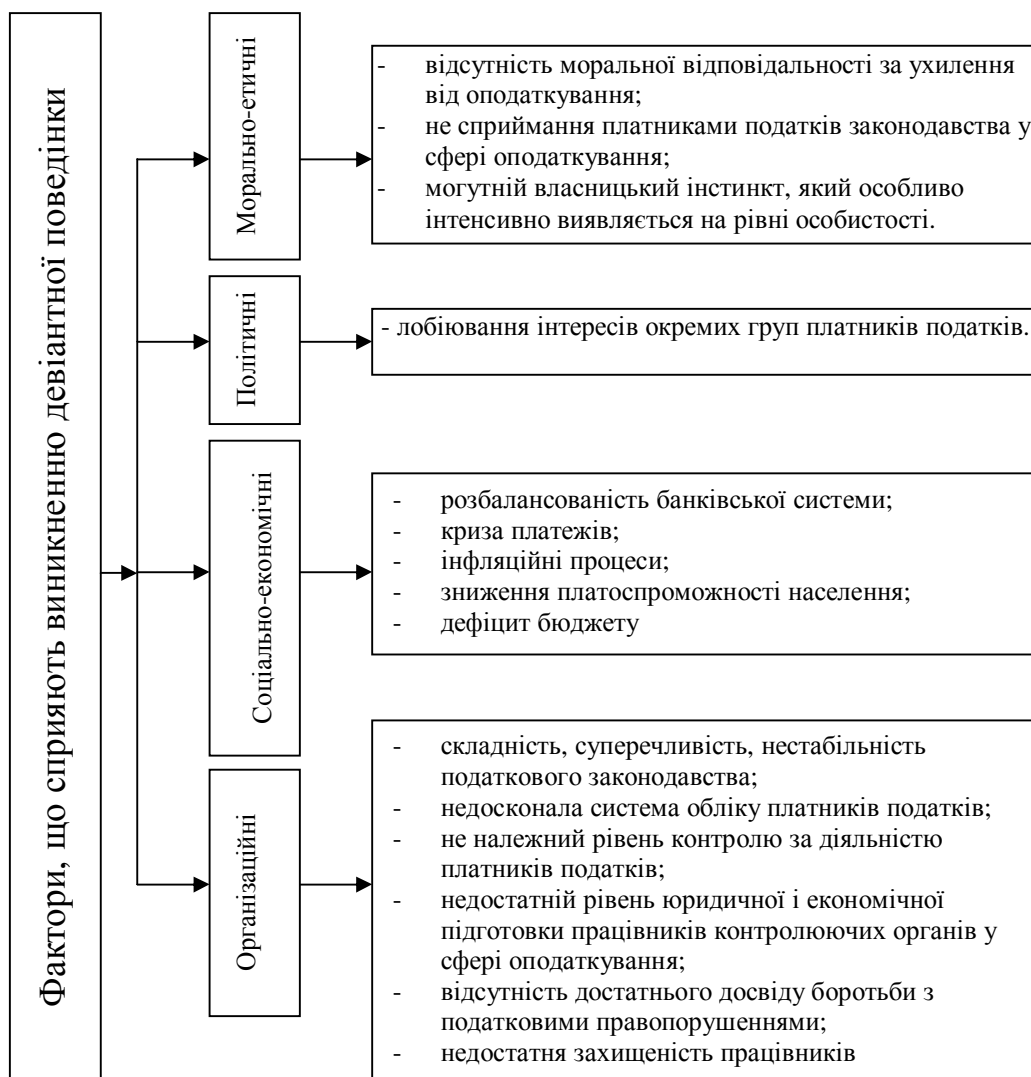 Фактори, що сприяють виникненню девіантної поведінки
Морально-етичні
- відсутність моральної відповідальності за ухилення
від оподаткування;
- не сприймання платниками податків законодавства у
сфері оподаткування;
- могутній власницький інстинкт, який особливо
інтенсивно виявляється на рівні особистості.
Політичні
- лобіювання інтересів окремих груп платників податків.
Соціально-економічні
- розбалансованість банківської системи;
- криза платежів;
- інфляційні процеси;
- зниження платоспроможності населення;
- дефіцит бюджету
Організаційні
- складність, суперечливість, нестабільність
податкового законодавства;
- недосконала система обліку платників податків;
- не належний рівень контролю за діяльністю
платників податків;
- недостатній рівень юридичної і економічної
підготовки працівників контролюючих органів у
сфері оподаткування;
- відсутність достатнього досвіду боротьби з
податковими правопорушеннями;
- недостатня захищеність працівників